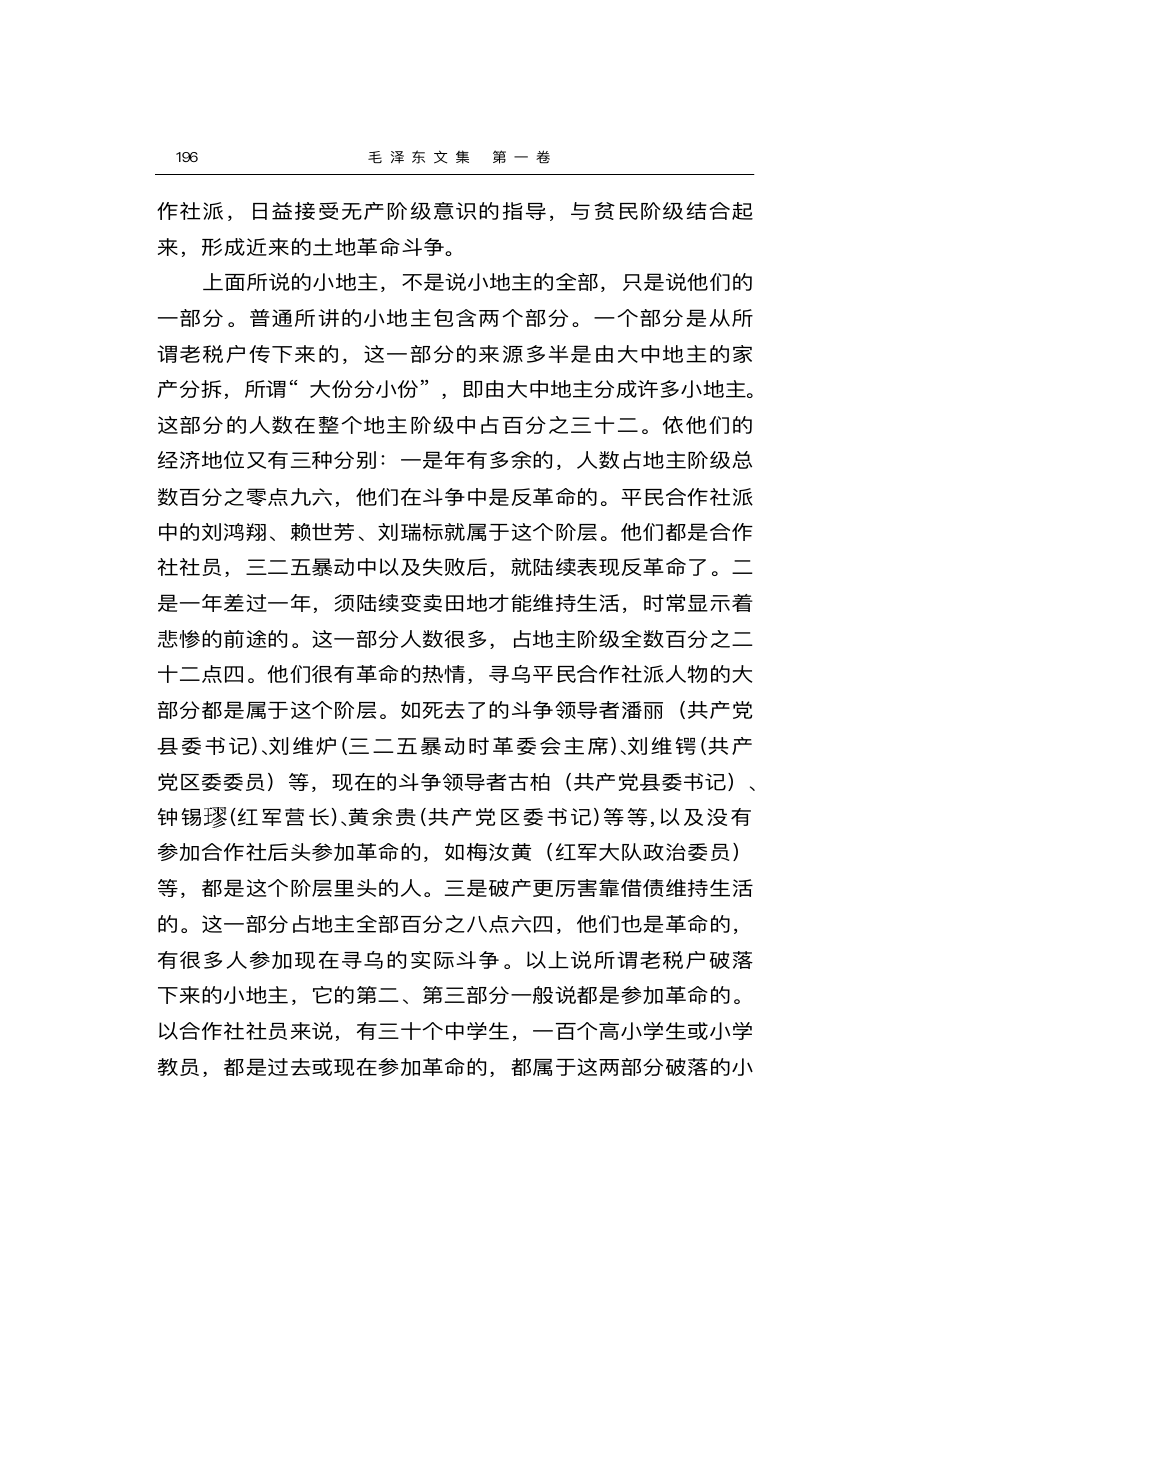 196 毛泽东文集 第一卷
作社派，日益接受无产阶级意识的指导，与贫民阶级结合起
来，形成近来的土地革命斗争。
上面所说的小地主，不是说小地主的全部，只是说他们的
一部分。普通所讲的小地主包含两个部分。一个部分是从所
谓老税户传下来的，这一部分的来源多半是由大中地主的家
产分拆，所谓“大份分小份”，即由大中地主分成许多小地主。
这部分的人数在整个地主阶级中占百分之三十二。依他们的
经济地位又有三种分别：一是年有多余的，人数占地主阶级总
数百分之零点九六，他们在斗争中是反革命的。平民合作社派
中的刘鸿翔、赖世芳、刘瑞标就属于这个阶层。他们都是合作
社社员，三二五暴动中以及失败后，就陆续表现反革命了。二
是一年差过一年，须陆续变卖田地才能维持生活，时常显示着
悲惨的前途的。这一部分人数很多，占地主阶级全数百分之二
十二点四。他们很有革命的热情，寻乌平民合作社派人物的大
部分都是属于这个阶层。如死去了的斗争领导者潘丽（共产党
县委书记）、刘维炉（三二五暴动时革委会主席）、刘维锷（共产
党区委委员）等，现在的斗争领导者古柏（共产党县委书记）、
钟锡璆（红军营长）、黄余贵（共产党区委书记）等等，以及没有
参加合作社后头参加革命的，如梅汝黄（红军大队政治委员）
等，都是这个阶层里头的人。三是破产更厉害靠借债维持生活
的。这一部分占地主全部百分之八点六四，他们也是革命的，
有很多人参加现在寻乌的实际斗争。以上说所谓老税户破落
下来的小地主，它的第二、第三部分一般说都是参加革命的。
以合作社社员来说，有三十个中学生，一百个高小学生或小学
教员，都是过去或现在参加革命的，都属于这两部分破落的小